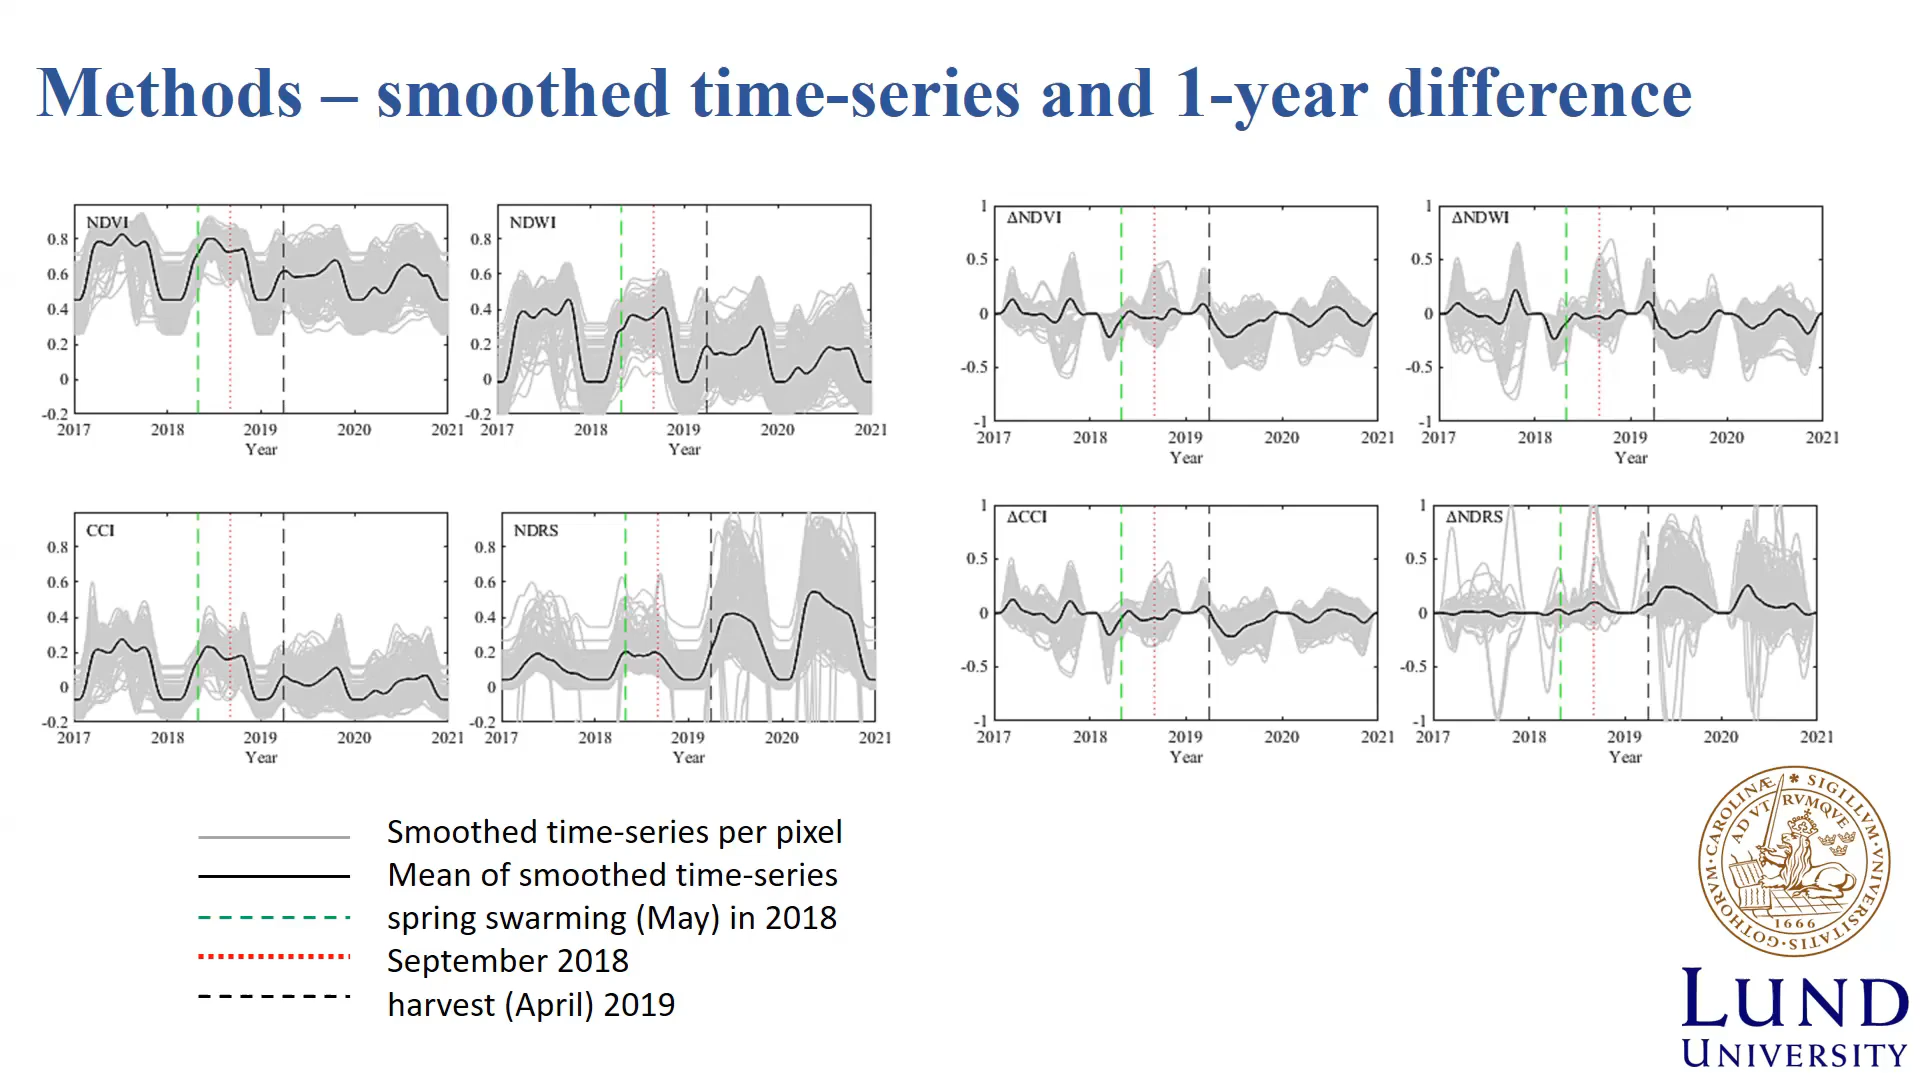 Methods – smoothed time-series and 1-year difference
NDVI
0.8
0.6
0.4
0.2
0
-0.2
2017 2018 2019 2020 2021
Year
NDWI
0.8
0.6
0.4
0.2
0
-0.2
2017 2018 2019 2020 2021
Year
ΔNDVI
1
0.5
0
-0.5
-1
2017 2018 2019 2020 2021
Year
ΔNDWI
1
0.5
0
-0.5
-1
2017 2018 2019 2020 2021
Year
CCI
0.8
0.6
0.4
0.2
0
-0.2
2017 2018 2019 2020 2021
Year
NDRS
0.8
0.6
0.4
0.2
0
-0.2
2017 2018 2019 2020 2021
Year
ΔCCI
1
0.5
0
-0.5
-1
2017 2018 2019 2020 2021
Year
ΔNDRS
1
0.5
0
-0.5
-1
2017 2018 2019 2020 2021
Year
Smoothed time-series per pixel
Mean of smoothed time-series
spring swarming (May) in 2018
September 2018
harvest (April) 2019
SIGILLVM·VNIVERSITATIS·GOTHORVM·CAROLINÆ
AD VTRVMQVE
1666
LUND
UNIVERSITY